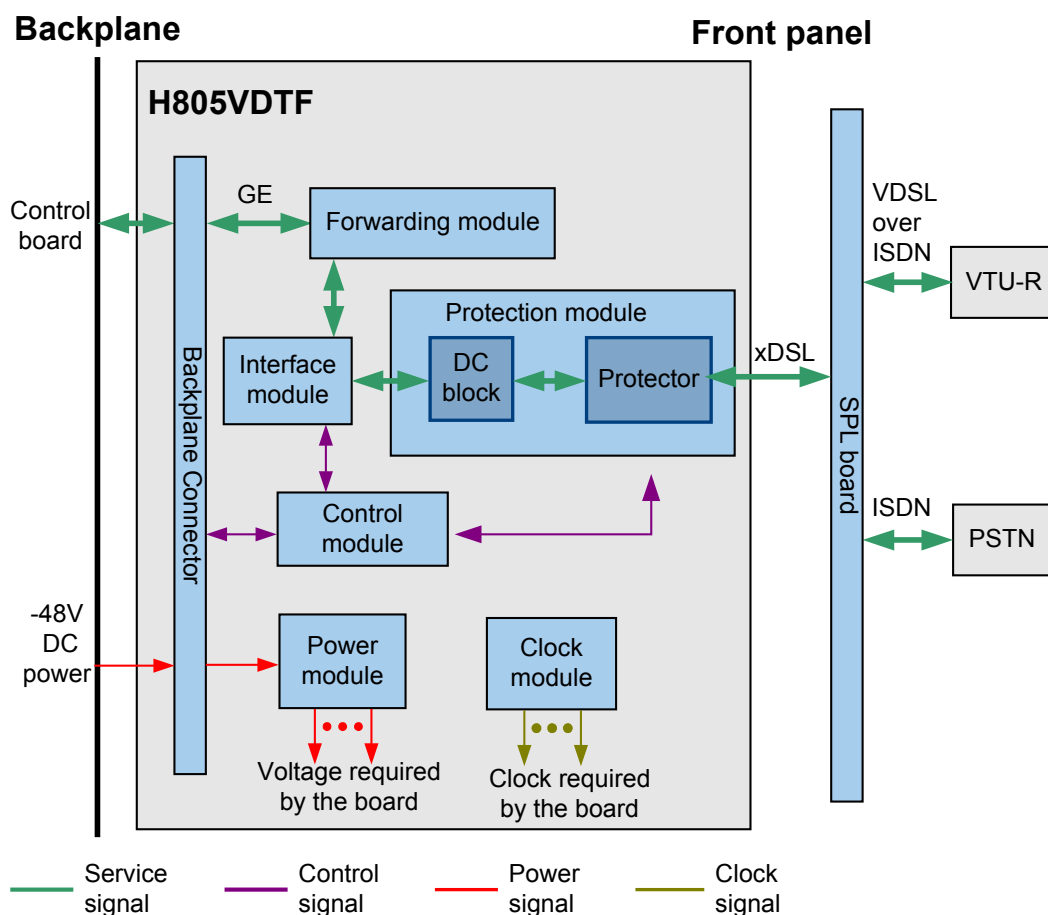 Backplane
Front panel
H805VDTF
Control
board
GE
Forwarding module
VDSL
over
ISDN
VTU-R
Protection module
Interface
module
DC
block
Protector
xDSL
Backplane Connector
SPL board
Control
module
ISDN
PSTN
-48V
DC
power
Power
module
Clock
module
Voltage required
by the board
Clock required
by the board
Service
signal
Control
signal
Power
signal
Clock
signal